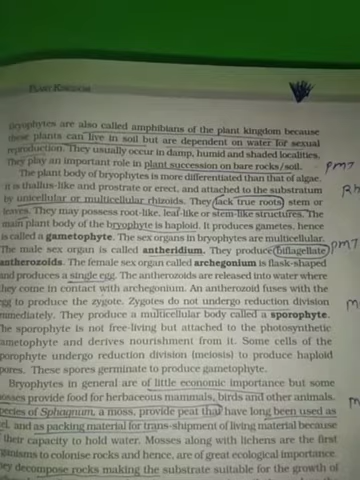 PLANT KINGDOM
Bryophytes are also called amphibians of the plant kingdom because
these plants can live in soil but are dependent on water for sexual
reproduction. They usually occur in damp, humid and shaded localities.
They play an important role in plant succession on bare rocks/soil.
PMT
The plant body of bryophytes is more differentiated than that of algae.
it is thallus-like and prostrate or erect, and attached to the substratum
Rh
by unicellular or multicellular rhizoids. They lack true roots, stem or
leaves. They may possess root-like, leaf-like or stem-like structures. The
main plant body of the bryophyte is haploid. It produces gametes, hence
is called a gametophyte. The sex organs in bryophytes are multicellular.
The male sex organ is called antheridium. They produce biflagellate
PMT
antherozoids. The female sex organ called archegonium is flask-shaped
and produces a single egg. The antherozoids are released into water where
they come in contact with archegonium. An antherozoid fuses with the
egg to produce the zygote. Zygotes do not undergo reduction division
M
mmediately. They produce a multicellular body called a sporophyte.
he sporophyte is not free-living but attached to the photosynthetic
ametophyte and derives nourishment from it. Some cells of the
porophyte undergo reduction division (meiosis) to produce haploid
pores. These spores germinate to produce gametophyte.
Bryophytes in general are of little economic importance but some
osses provide food for herbaceous mammals, birds and other animals.
M
pecies of Sphagnum, a moss, provide peat that have long been used as
el, and as packing material for trans-shipment of living material because
their capacity to hold water. Mosses along with lichens are the first
ganisms to colonise rocks and hence, are of great ecological importance.
ey decompose rocks making the substrate suitable for the growth of